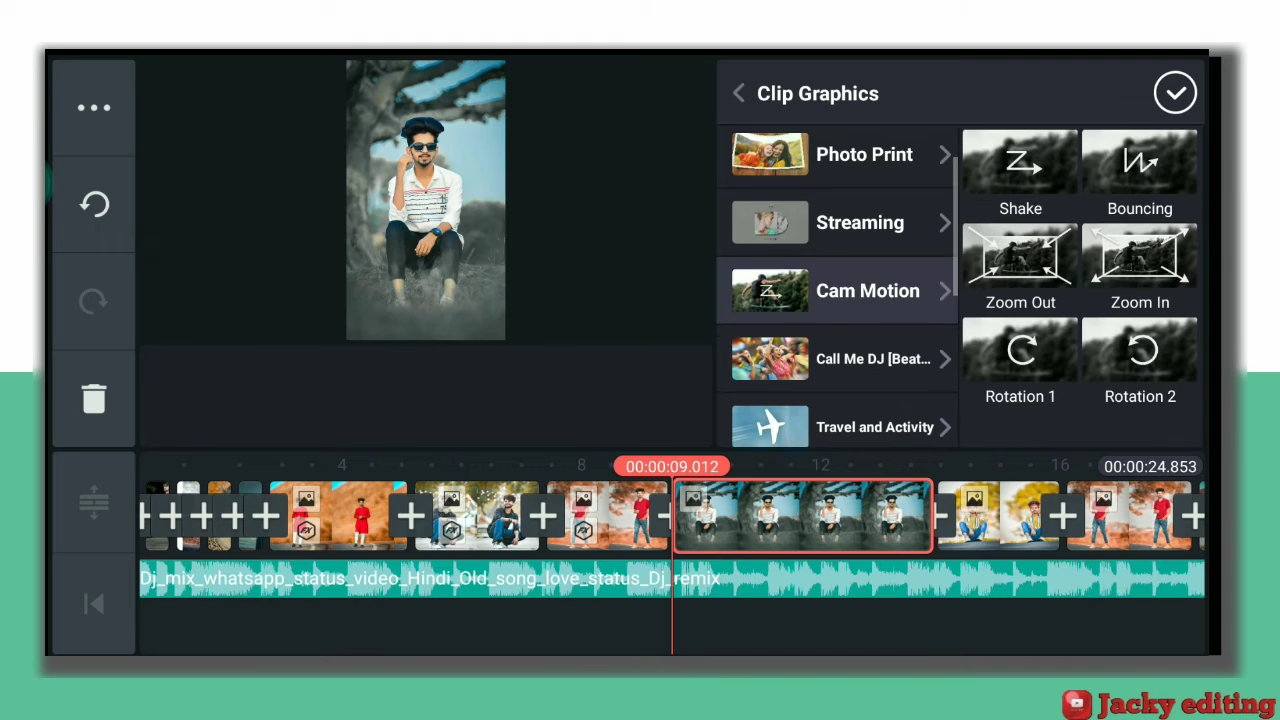 Clip Graphics
Photo Print
Streaming
Cam Motion
Call Me DJ [Beat...
Travel and Activity
Shake
Bouncing
Zoom Out
Zoom In
Rotation 1
Rotation 2
4
8
00:00:09.012
12
16
00:00:24.853
Dj_mix_whatsapp_status_video_Hindi_Old_song_love_status_Dj_remix
Jacky editing